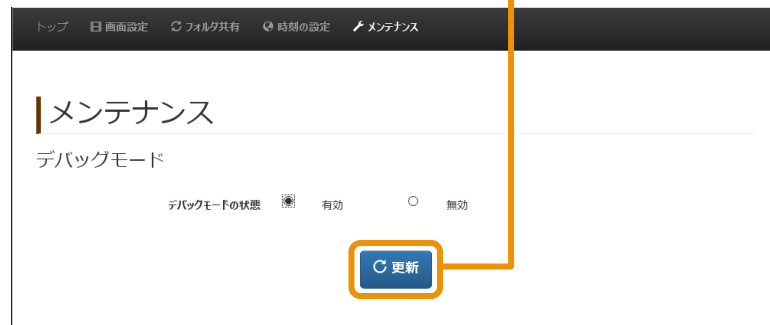 トップ 画面設定 フォルダ共有 時刻の設定 メンテナンス
メンテナンス
デバッグモード
デバックモードの状態 有効 無効
更新